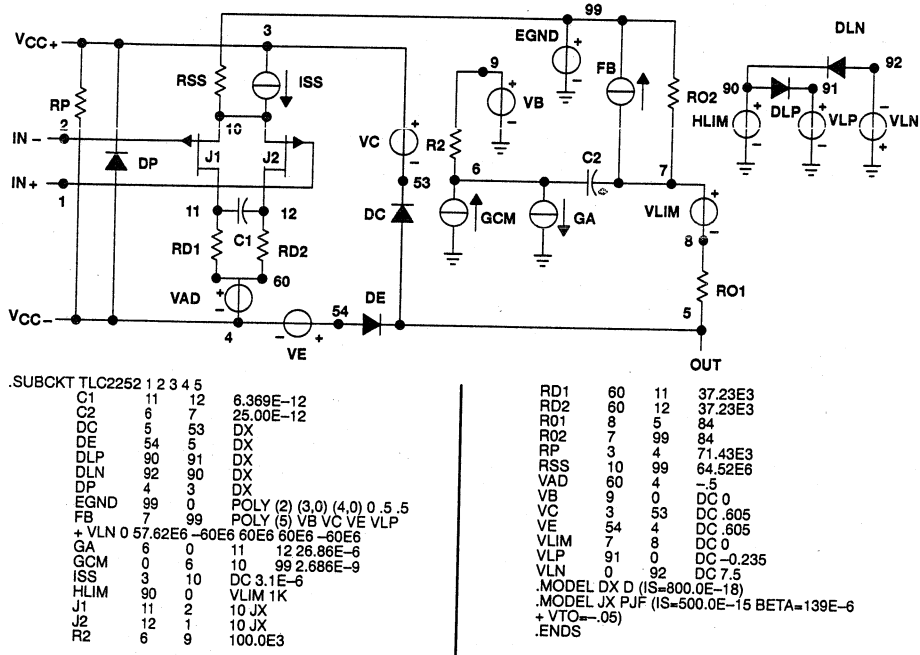 99
DLN
3
VCC+
EGND
92
RSS
ISS
9
FB
90
91
VB
RO2
RP
HLIM
DLP
VLP
VLN
2
10
IN −
J1
J2
VC
R2
DP
C2
6
7
IN +
53
1
11
12
GCM
GA
VLIM
C1
DC
8
RD1
RD2
60
RO1
VAD
54
DE
5
VCC−
4
VE
OUT
.SUBCKT TLC2252 1 2 3 4 5
C1 11 12 6.369E−12
C2 6 7 25.00E−12
DC 5 53 DX
DE 54 5 DX
DLP 90 91 DX
DLN 92 90 DX
DP 4 3 DX
EGND 99 0 POLY (2) (3,0) (4,0) 0 .5 .5
FB 7 99 POLY (5) VB VC VE VLP
+ VLN 0 57.62E6 −60E6 60E6 60E6 −60E6
GA 6 0 11 12 26.86E−6
GCM 0 6 10 99 2.686E−9
ISS 3 10 DC 3.1E−6
HLIM 90 0 VLIM 1K
J1 11 2 10 JX
J2 12 1 10 JX
R2 6 9 100.0E3
RD1 60 11 37.23E3
RD2 60 12 37.23E3
R01 8 5 84
R02 7 99 84
RP 3 4 71.43E3
RSS 10 99 64.52E6
VAD 60 4 −.5
VB 9 0 DC 0
VC 3 53 DC .605
VE 54 4 DC .605
VLIM 7 8 DC 0
VLP 91 0 DC −0.235
VLN 0 92 DC 7.5
.MODEL DX D (IS=800.0E−18)
.MODEL JX PJF (IS=500.0E−15 BETA=139E−6
+ VTO=−.05)
.ENDS